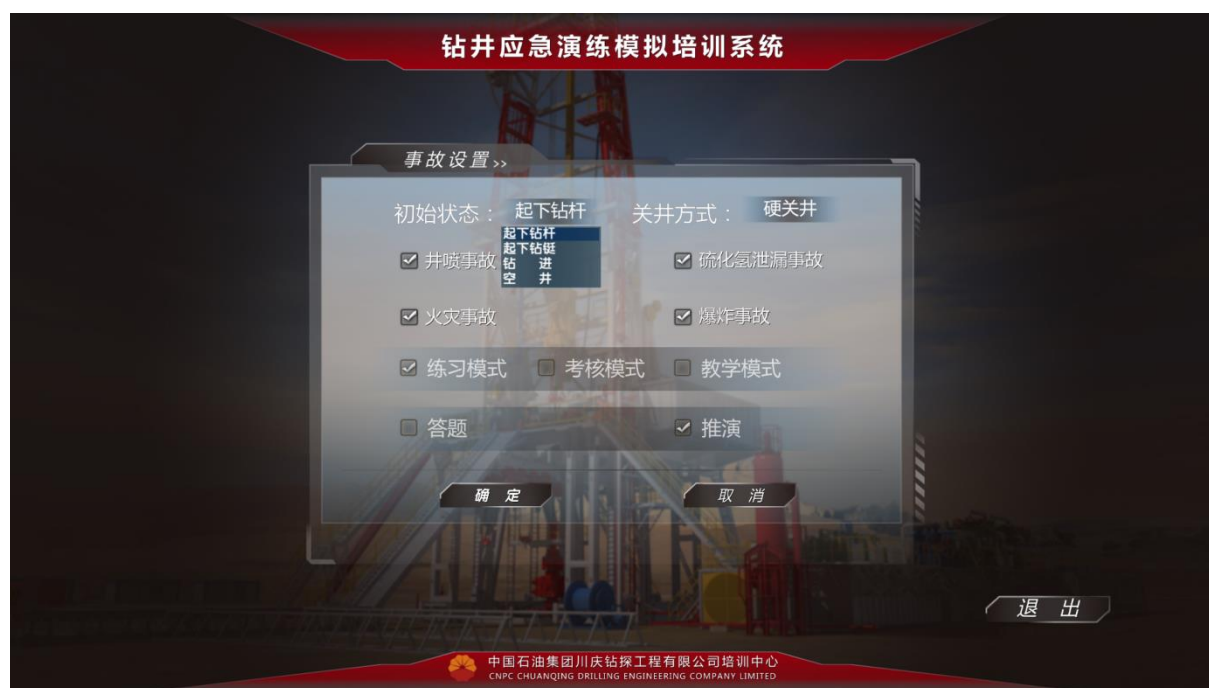 钻井应急演练模拟培训系统
事故设置>>
初始状态： 起下钻杆 关井方式： 硬关井
起下钻杆
起下钻铤
钻 进
空 井
井喷事故 硫化氢泄漏事故
火灾事故 爆炸事故
练习模式 考核模式 教学模式
答题 推演
确 定 取 消
退 出
中国石油集团川庆钻探工程有限公司培训中心
CNPC CHUANQING DRILLING ENGINEERING COMPANY LIMITED